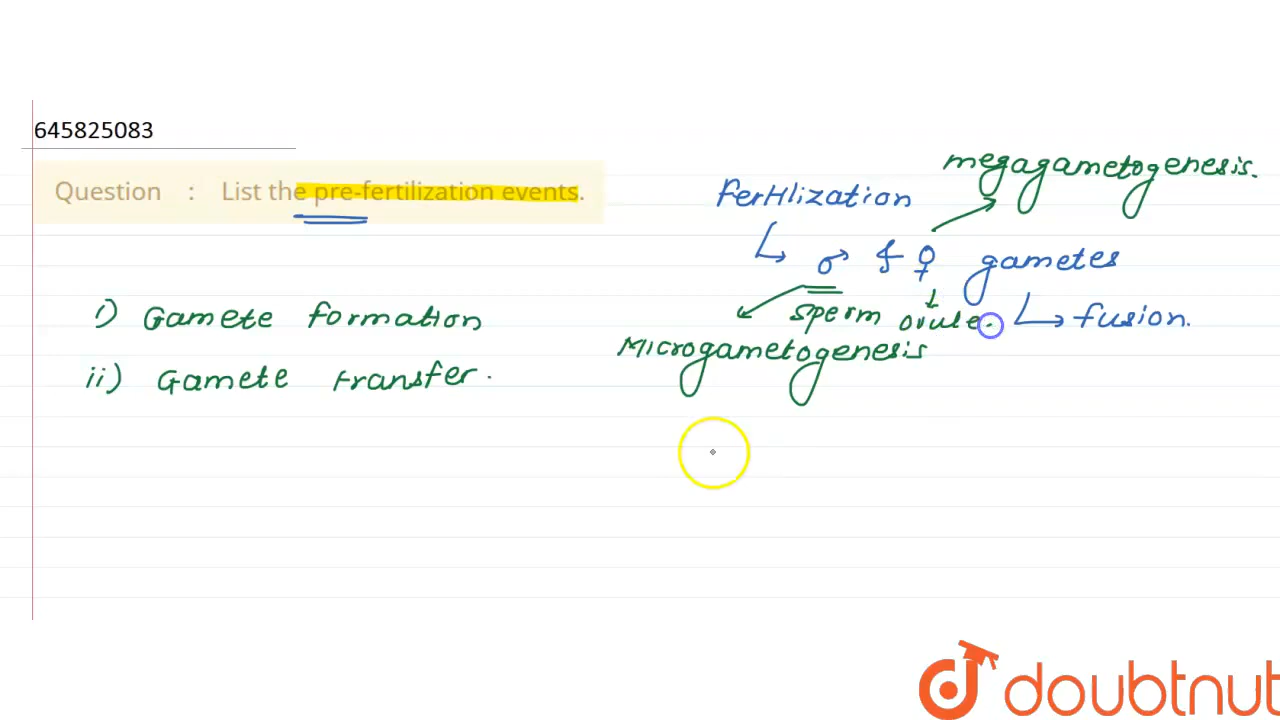 645825083
Question : List the pre-fertilization events.
megagametogenesis.
Fertilization
♂ & ♀ gametes
sperm ovule.
fusion.
Microgametogenesis
i) Gamete formation
ii) Gamete transfer.
doubtnut